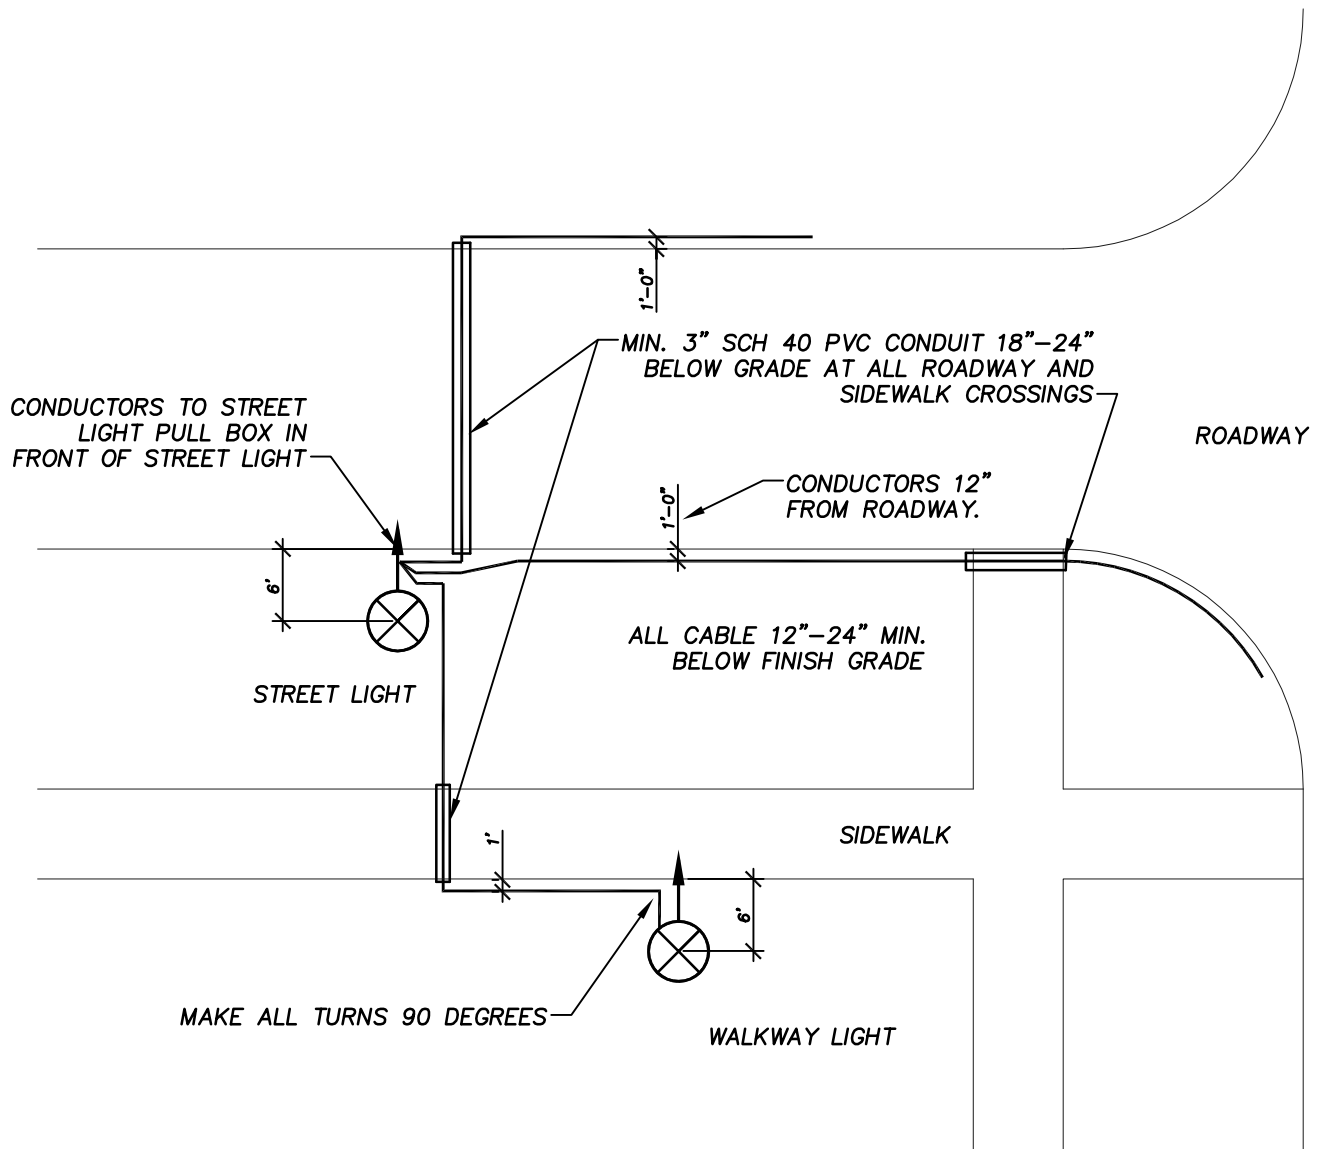 1'-0"
MIN. 3" SCH 40 PVC CONDUIT 18"-24"
BELOW GRADE AT ALL ROADWAY AND
SIDEWALK CROSSINGS
CONDUCTORS TO STREET
LIGHT PULL BOX IN
FRONT OF STREET LIGHT
ROADWAY
CONDUCTORS 12"
FROM ROADWAY.
1'-0"
6'
ALL CABLE 12"-24" MIN.
BELOW FINISH GRADE
STREET LIGHT
SIDEWALK
1'
6'
MAKE ALL TURNS 90 DEGREES
WALKWAY LIGHT